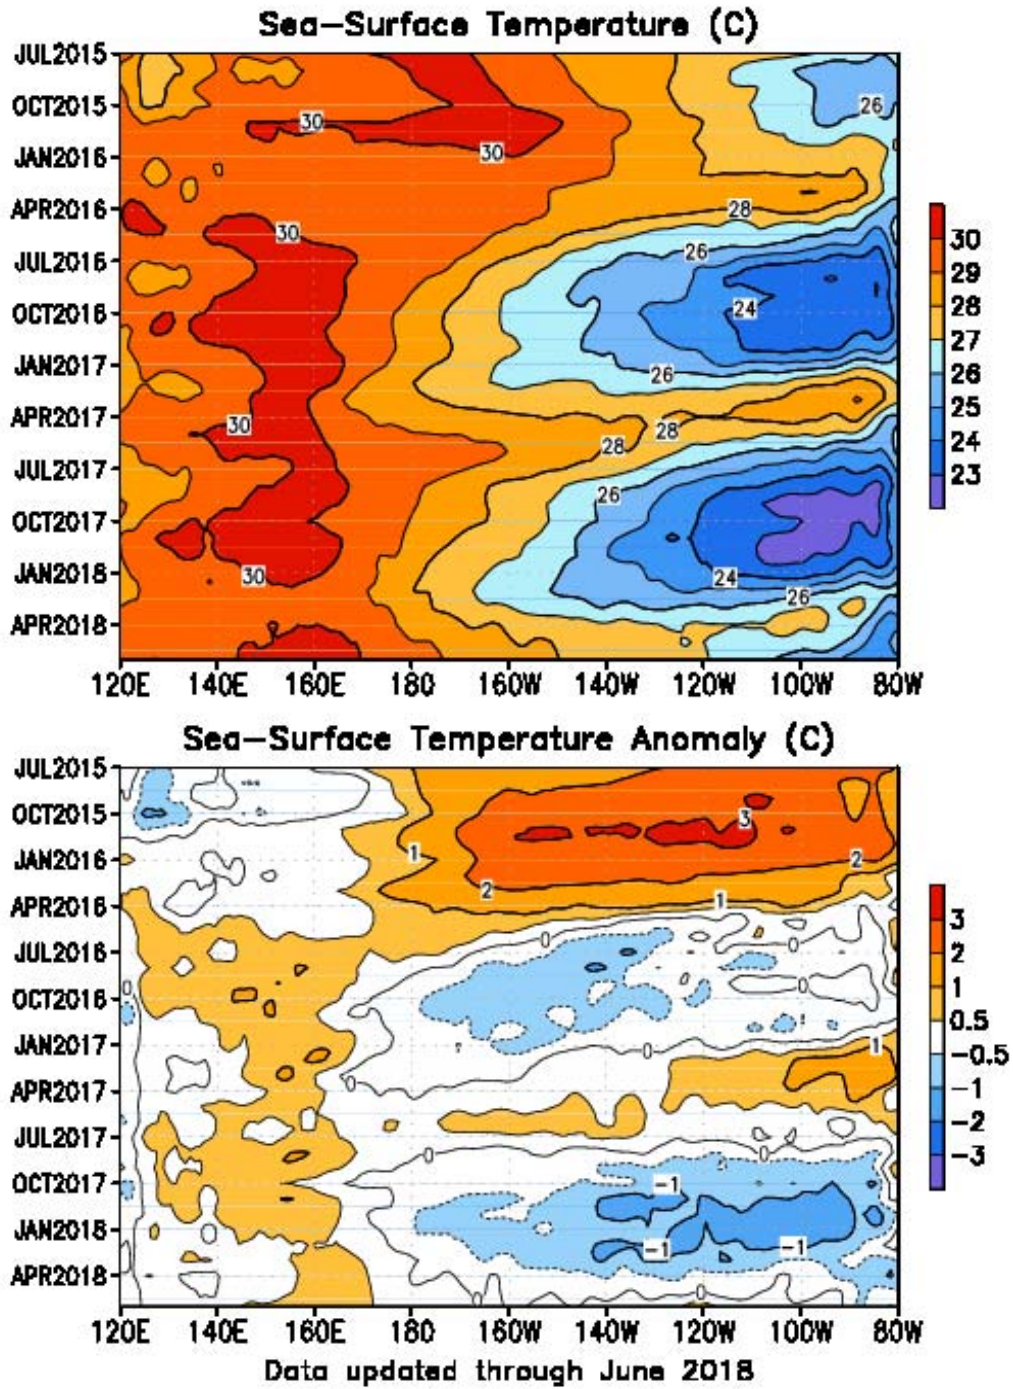 Sea-Surface Temperature (C)
JUL2015
OCT2015
JAN2016
APR2016
JUL2016
OCT2016
JAN2017
APR2017
JUL2017
OCT2017
JAN2018
APR2018
30
30
26
28
30
26
24
26
30
28
28
26
30
24
26
120E 140E 160E 180 160W 140W 120W 100W 80W
30
29
28
27
26
25
24
23
Sea-Surface Temperature Anomaly (C)
JUL2015
OCT2015
JAN2016
APR2016
JUL2016
OCT2016
JAN2017
APR2017
JUL2017
OCT2017
JAN2018
APR2018
3
1
2
2
1
0
0
0
0
1
0
0
0
-1
-1
-1
0
0
120E 140E 160E 180 160W 140W 120W 100W 80W
3
2
1
0.5
-0.5
-1
-2
-3
Data updated through June 2018